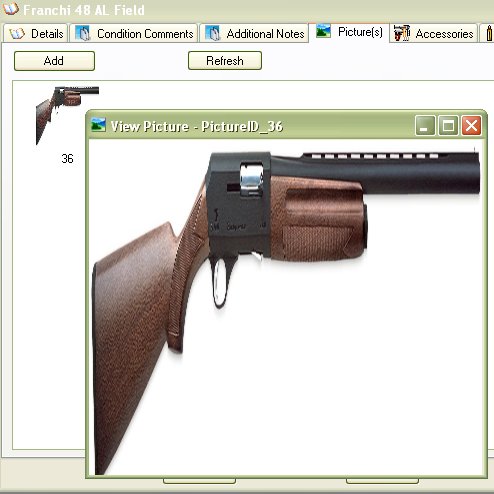 Franchi 48 AL Field
Details
Condition Comments
Additional Notes
Picture(s)
Accessories
Add
Refresh
36
View Picture - PictureID_36